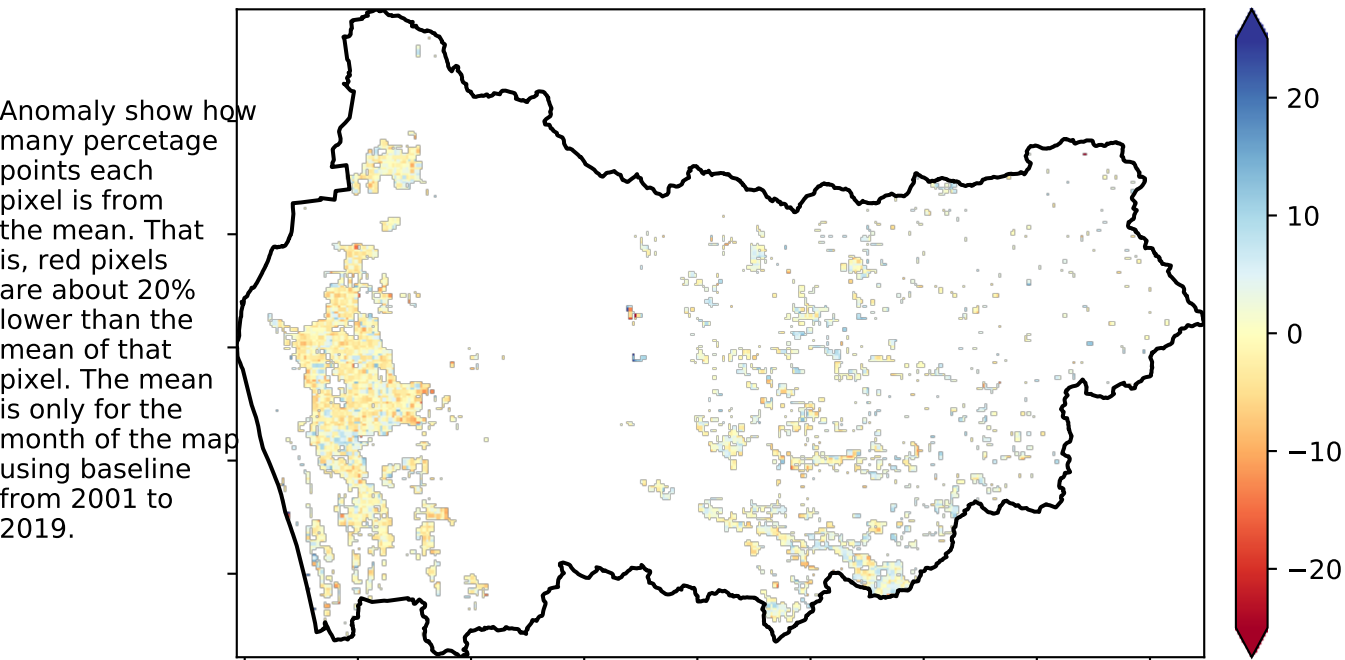 Anomaly show how
many percetage
points each
pixel is from
the mean. That
is, red pixels
are about 20%
lower than the
mean of that
pixel. The mean
is only for the
month of the map
using baseline
from 2001 to
2019.
20
10
0
−10
−20